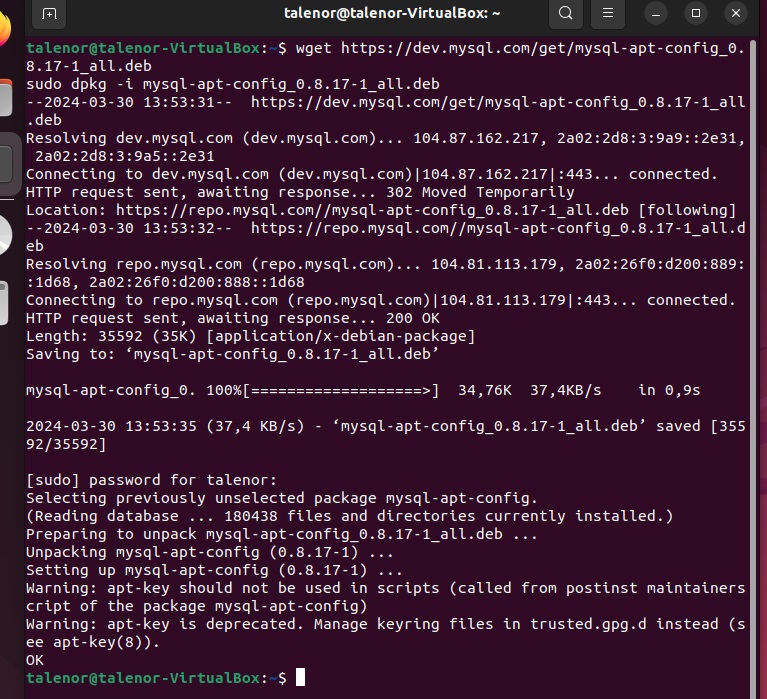 talenor@talenor-VirtualBox: ~
talenor@talenor-VirtualBox:~$ wget https://dev.mysql.com/get/mysql-apt-config_0.
8.17-1_all.deb
sudo dpkg -i mysql-apt-config_0.8.17-1_all.deb
--2024-03-30 13:53:31--  https://dev.mysql.com/get/mysql-apt-config_0.8.17-1_all
.deb
Resolving dev.mysql.com (dev.mysql.com)... 104.87.162.217, 2a02:2d8:3:9a9::2e31,
 2a02:2d8:3:9a5::2e31
Connecting to dev.mysql.com (dev.mysql.com)|104.87.162.217|:443... connected.
HTTP request sent, awaiting response... 302 Moved Temporarily
Location: https://repo.mysql.com//mysql-apt-config_0.8.17-1_all.deb [following]
--2024-03-30 13:53:32--  https://repo.mysql.com//mysql-apt-config_0.8.17-1_all.d
eb
Resolving repo.mysql.com (repo.mysql.com)... 104.81.113.179, 2a02:26f0:d200:889:
:1d68, 2a02:26f0:d200:888::1d68
Connecting to repo.mysql.com (repo.mysql.com)|104.81.113.179|:443... connected.
HTTP request sent, awaiting response... 200 OK
Length: 35592 (35K) [application/x-debian-package]
Saving to: ‘mysql-apt-config_0.8.17-1_all.deb’
mysql-apt-config_0. 100%[===================>]  34,76K  37,4KB/s    in 0,9s
2024-03-30 13:53:35 (37,4 KB/s) - ‘mysql-apt-config_0.8.17-1_all.deb’ saved [355
92/35592]
[sudo] password for talenor:
Selecting previously unselected package mysql-apt-config.
(Reading database ... 180438 files and directories currently installed.)
Preparing to unpack mysql-apt-config_0.8.17-1_all.deb ...
Unpacking mysql-apt-config (0.8.17-1) ...
Setting up mysql-apt-config (0.8.17-1) ...
Warning: apt-key should not be used in scripts (called from postinst maintainers
cript of the package mysql-apt-config)
Warning: apt-key is deprecated. Manage keyring files in trusted.gpg.d instead (s
ee apt-key(8)).
OK
talenor@talenor-VirtualBox:~$